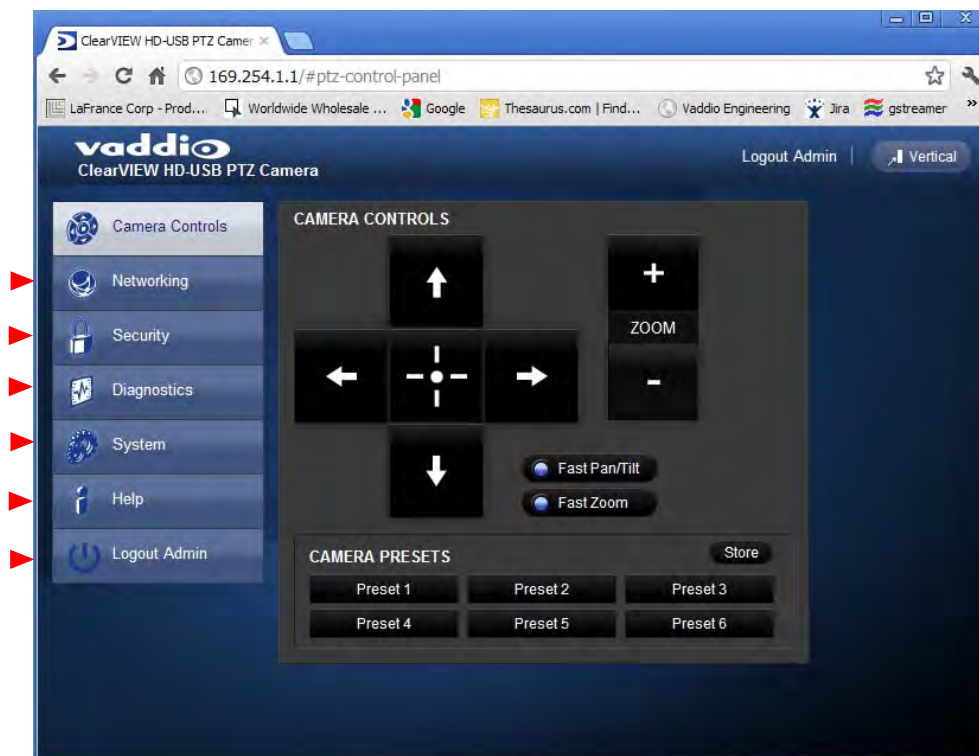 ClearVIEW HD-USB PTZ Camer
169.254.1.1/#ptz-control-panel
LaFrance Corp - Prod... Worldwide Wholesale ... Google Thesaurus.com | Find... Vaddio Engineering Jira gstreamer »
vaddio
ClearVIEW HD-USB PTZ Camera
Logout Admin | Vertical
Camera Controls
Networking
Security
Diagnostics
System
Help
Logout Admin
CAMERA CONTROLS
+
ZOOM
-
Fast Pan/Tilt
Fast Zoom
CAMERA PRESETS
Store
Preset 1 Preset 2 Preset 3
Preset 4 Preset 5 Preset 6